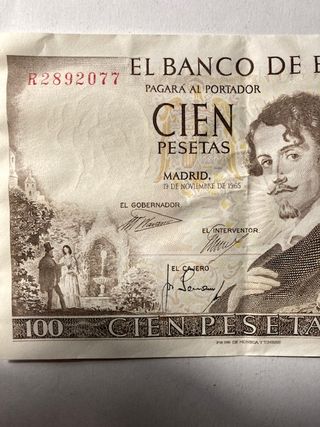 R2892077
EL BANCO DE E
PAGARÁ AL PORTADOR
CIEN
PESETAS
MADRID,
19 DE NOVIEMBRE DE 1965
EL GOBERNADOR
EL INTERVENTOR
EL CAJERO
100 CIEN PESETA